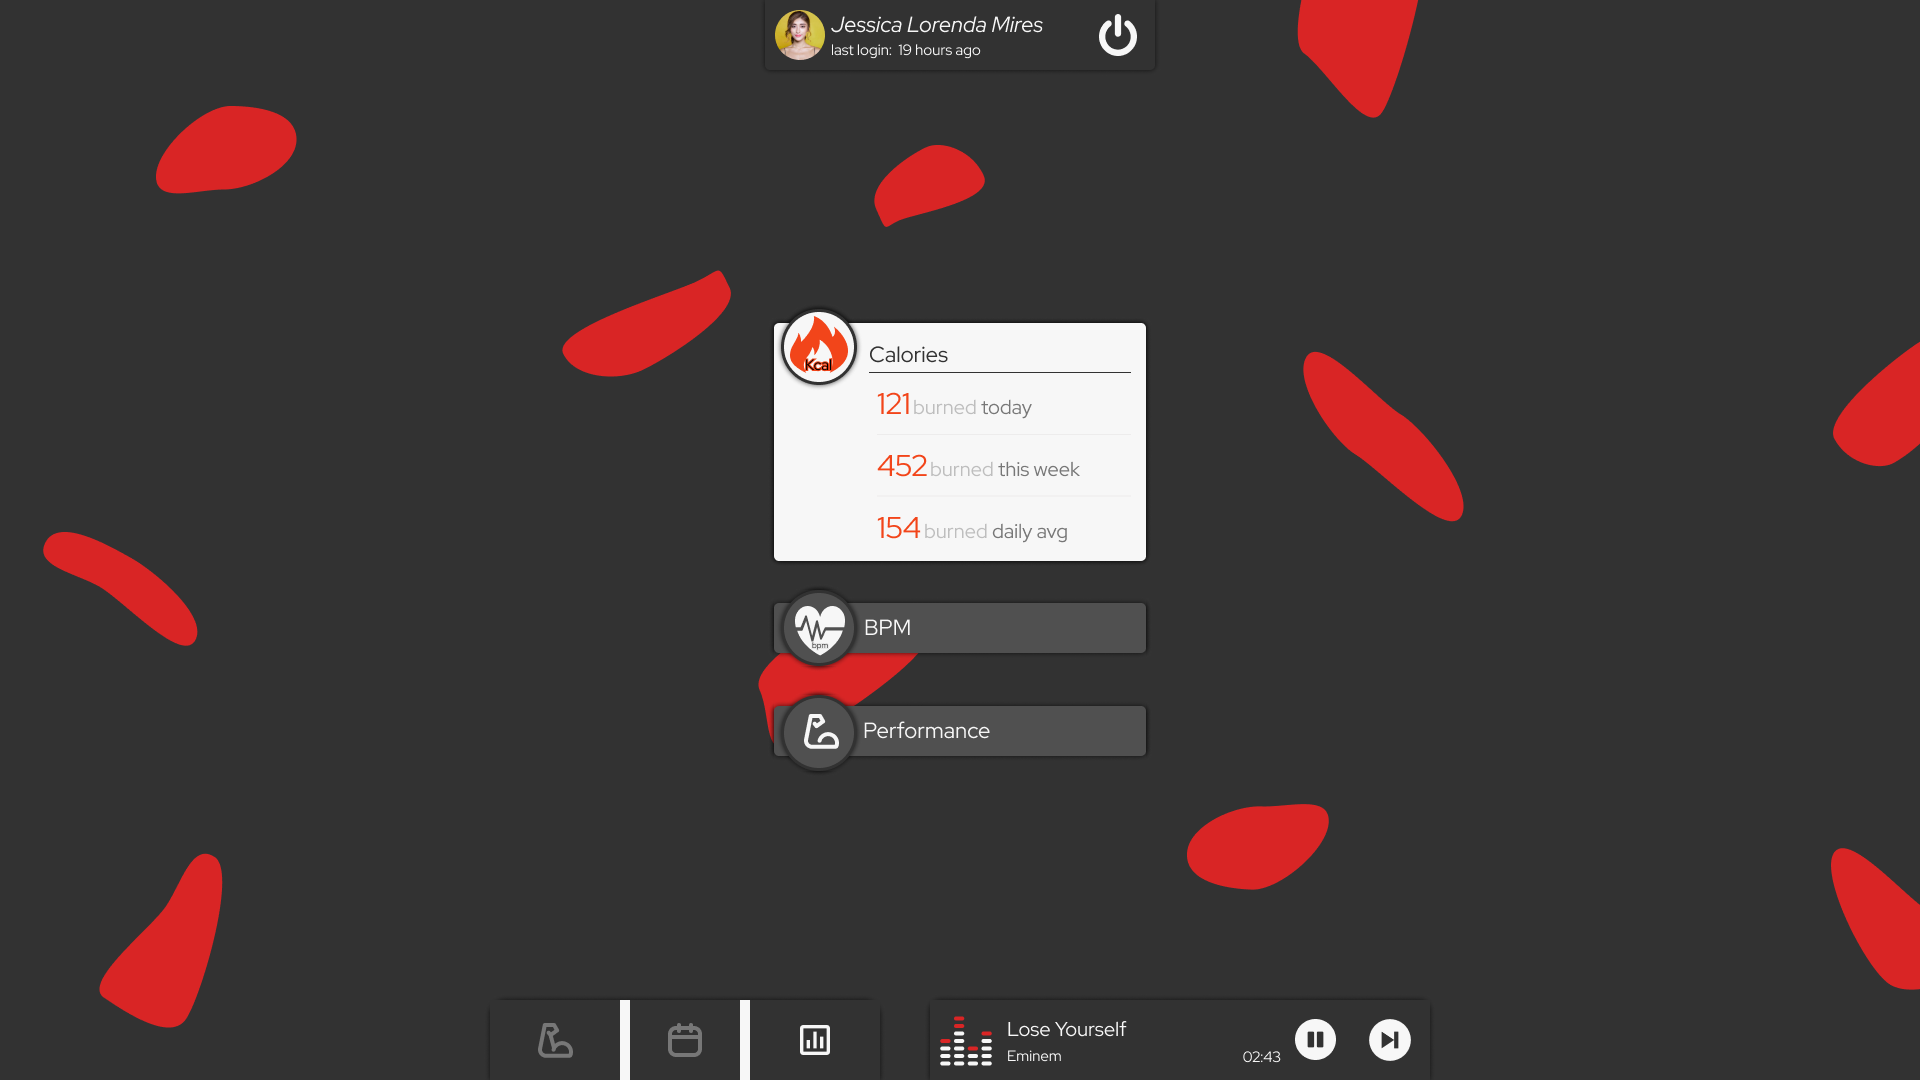 Jessica Lorenda Mires
last login: 19 hours ago
Kcal
Calories
121 burned today
452 burned this week
154 burned daily avg
bpm
BPM
Performance
Lose Yourself
Eminem
02:43